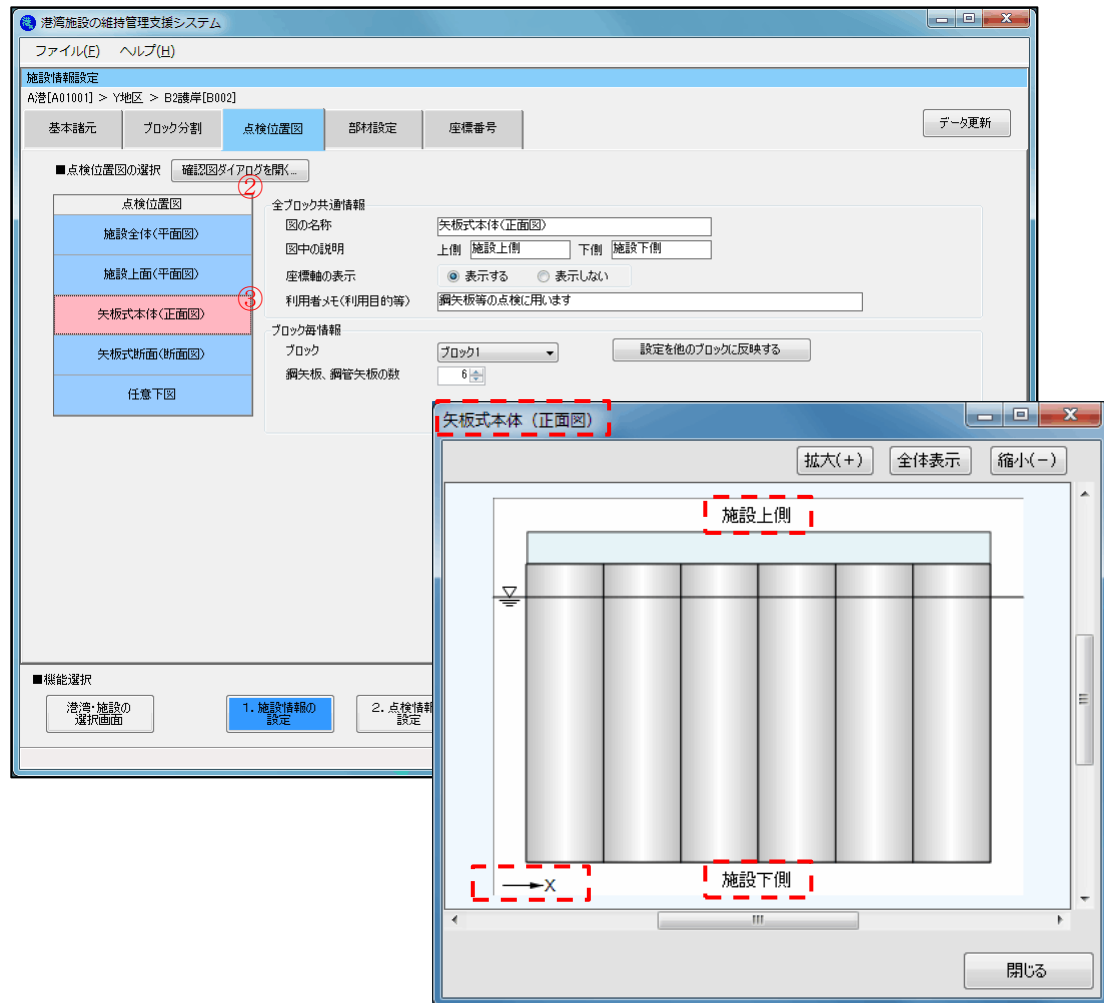 港湾施設の維持管理支援システム
ファイル(F) ヘルプ(H)
施設情報設定
A港[A01001] > Y地区 > B2護岸[B002]
基本諸元 ブロック分割 点検位置図 部材設定 座標番号 データ更新
■点検位置図の選択 確認図ダイアログを開く...
②
点検位置図
施設全体(平面図)
施設上面(平面図)
③
矢板式本体(正面図)
矢板式断面(断面図)
任意下図
全ブロック共通情報
図の名称 矢板式本体(正面図)
図中の説明 上側 施設上側 下側 施設下側
座標軸の表示 表示する 表示しない
利用者メモ(利用目的等) 鋼矢板等の点検に用います
ブロック毎情報
ブロック ブロック1 設定を他のブロックに反映する
鋼矢板、鋼管矢板の数 6
■機能選択
港湾・施設の
選択画面
1.施設情報の
設定
2.点検情報
設定
矢板式本体（正面図）
拡大(+) 全体表示 縮小(-)
施設上側
X
施設下側
閉じる